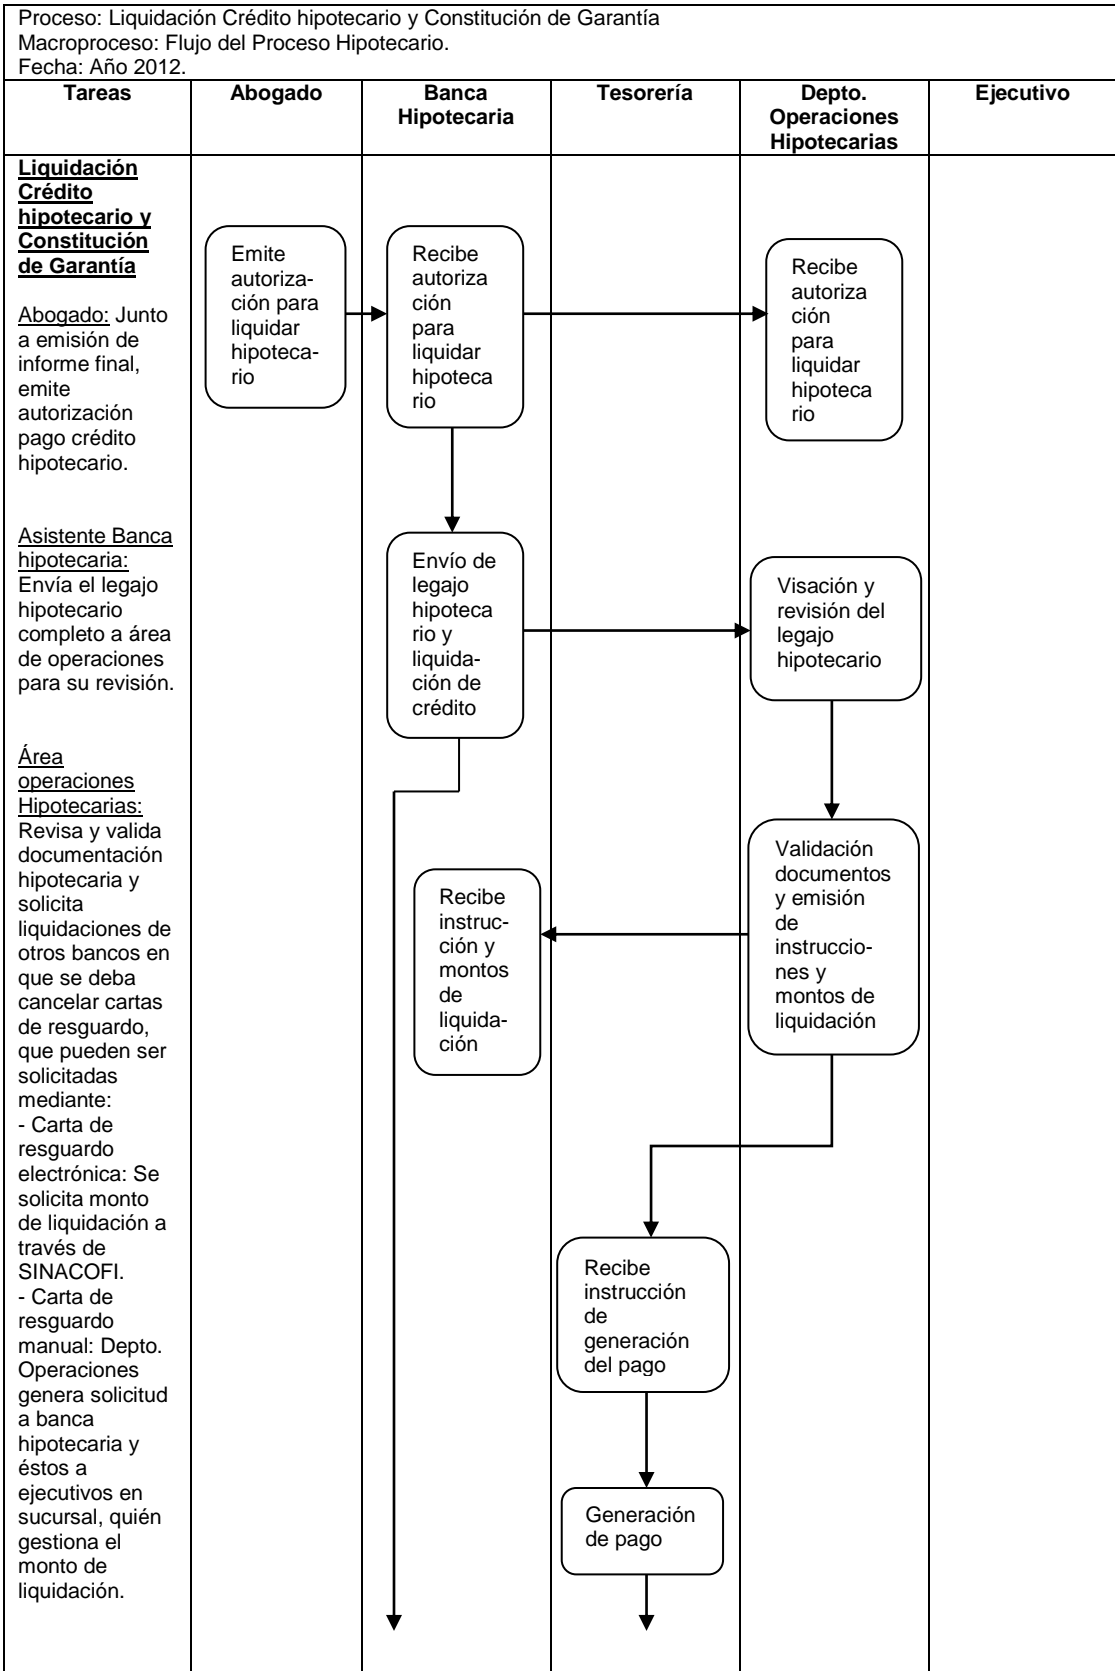 Proceso: Liquidación Crédito hipotecario y Constitución de Garantía
Macroproceso: Flujo del Proceso Hipotecario.
Fecha: Año 2012.
Tareas
Abogado
Banca
Hipotecaria
Tesorería
Depto.
Operaciones
Hipotecarias
Ejecutivo
Liquidación
Crédito
hipotecario y
Constitución
de Garantía
Abogado: Junto
a emisión de
informe final,
emite
autorización
pago crédito
hipotecario.
Asistente Banca
hipotecaria:
Envía el legajo
hipotecario
completo a área
de operaciones
para su revisión.
Área
operaciones
Hipotecarias:
Revisa y valida
documentación
hipotecaria y
solicita
liquidaciones de
otros bancos en
que se deba
cancelar cartas
de resguardo,
que pueden ser
solicitadas
mediante:
- Carta de
resguardo
electrónica: Se
solicita monto
de liquidación a
través de
SINACOFI.
- Carta de
resguardo
manual: Depto.
Operaciones
genera solicitud
a banca
hipotecaria y
éstos a
ejecutivos en
sucursal, quién
gestiona el
monto de
liquidación.
Emite
autoriza-
ción para
liquidar
hipoteca-
rio
Recibe
autoriza
ción
para
liquidar
hipoteca
rio
Recibe
autoriza
ción
para
liquidar
hipoteca
rio
Envío de
legajo
hipoteca
rio y
liquida-
ción de
crédito
Visación y
revisión del
legajo
hipotecario
Validación
documentos
y emisión
de
instruccio-
nes y
montos de
liquidación
Recibe
instruc-
ción y
montos
de
liquida-
ción
Recibe
instrucción
de
generación
del pago
Generación
de pago